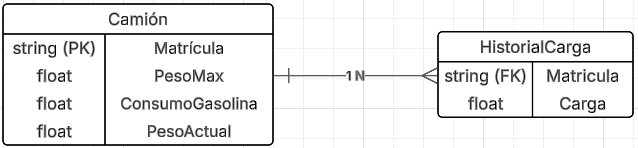 Camión
string (PK) Matrícula
float PesoMax
float ConsumoGasolina
float PesoActual
1 N
HistorialCarga
string (FK) Matricula
float Carga